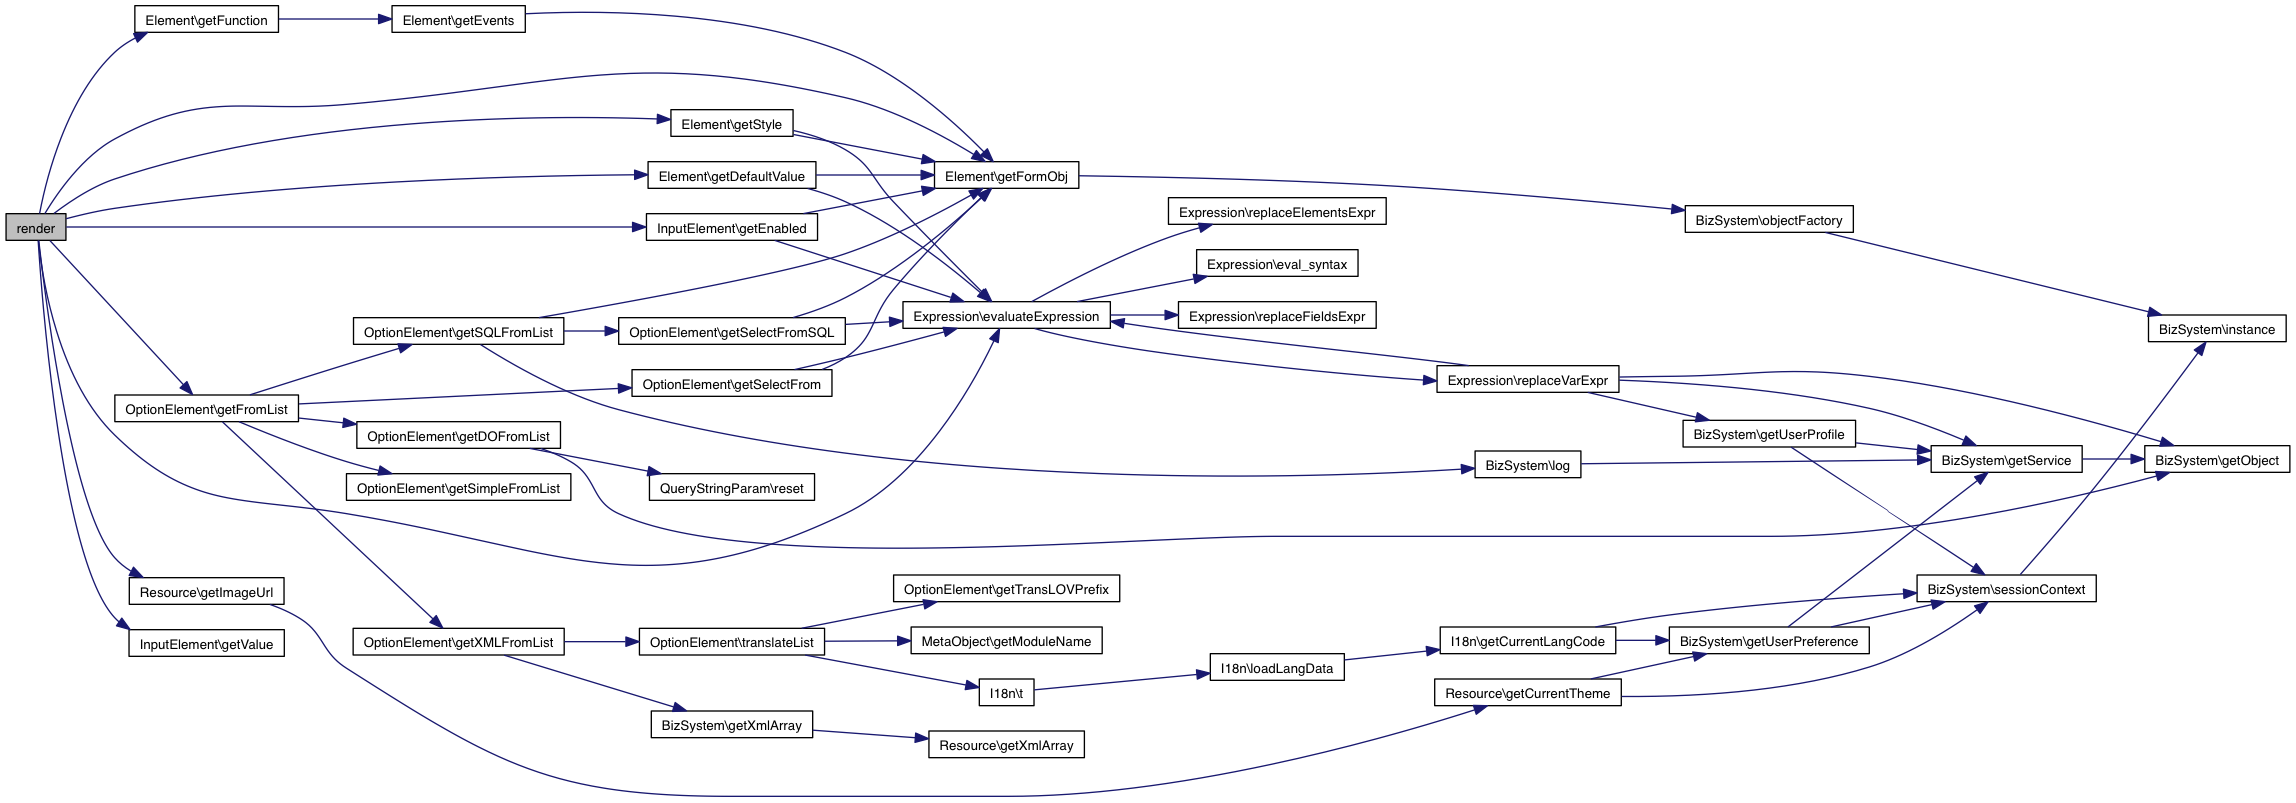 Element\getFunction
Element\getEvents
Element\getStyle
Element\getDefaultValue
Element\getFormObj
Expression\replaceElementsExpr
BizSystem\objectFactory
render
InputElement\getEnabled
Expression\eval_syntax
Expression\evaluateExpression
Expression\replaceFieldsExpr
BizSystem\instance
OptionElement\getSQLFromList
OptionElement\getSelectFromSQL
OptionElement\getSelectFrom
Expression\replaceVarExpr
OptionElement\getFromList
OptionElement\getDOFromList
BizSystem\getUserProfile
BizSystem\log
BizSystem\getService
BizSystem\getObject
OptionElement\getSimpleFromList
QueryStringParam\reset
Resource\getImageUrl
OptionElement\getTransLOVPrefix
BizSystem\sessionContext
InputElement\getValue
OptionElement\getXMLFromList
OptionElement\translateList
MetaObject\getModuleName
I18n\getCurrentLangCode
BizSystem\getUserPreference
I18n\loadLangData
I18n\t
Resource\getCurrentTheme
BizSystem\getXmlArray
Resource\getXmlArray